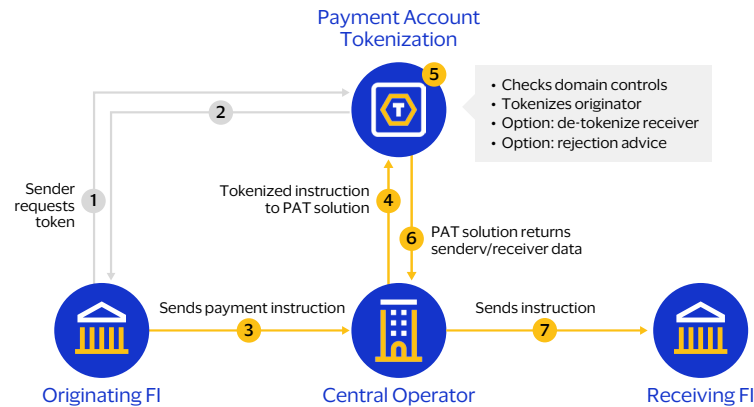 Payment Account
Tokenization
5
• Checks domain controls
• Tokenizes originator
• Option: de-tokenize receiver
• Option: rejection advice
T
2
Sender
requests
token
1
Tokenized instruction
to PAT solution
4
6
PAT solution returns
senderv/receiver data
Sends payment instruction
3
Sends instruction
7
Originating FI
Central Operator
Receiving FI